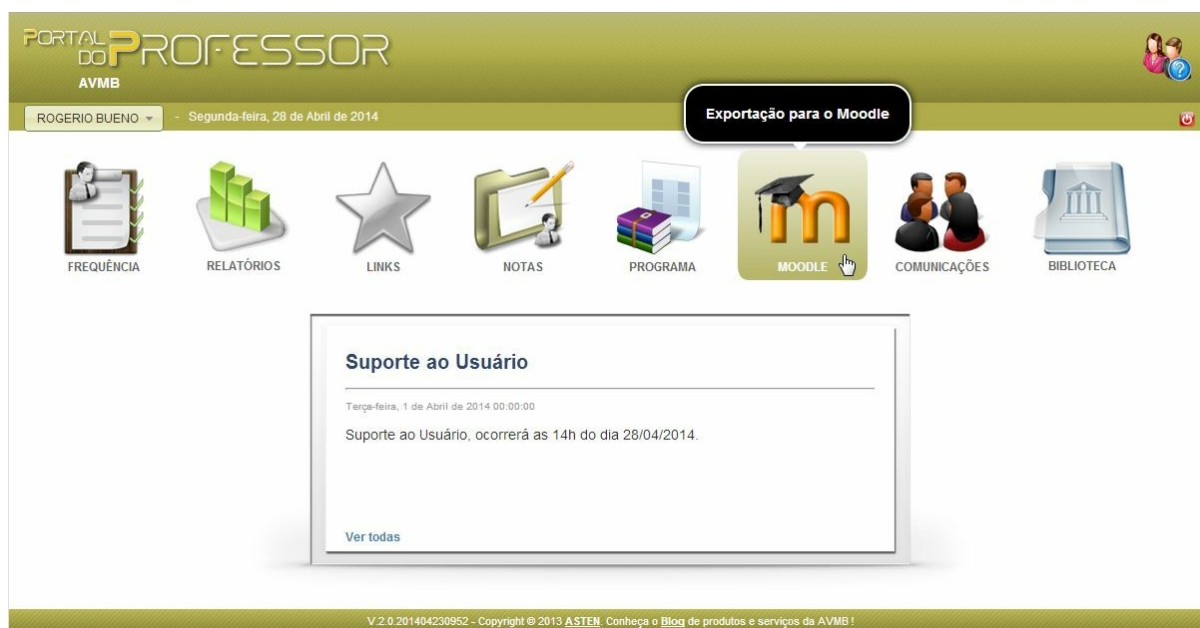 PORTAL
DO PROFESSOR
AVMB
ROGERIO BUENO - Segunda-feira, 28 de Abril de 2014
Exportação para o Moodle
FREQUÊNCIA RELATÓRIOS LINKS NOTAS PROGRAMA MOODLE COMUNICAÇÕES BIBLIOTECA
Suporte ao Usuário
Terça-feira, 1 de Abril de 2014 00:00:00
Suporte ao Usuário, ocorrerá as 14h do dia 28/04/2014.
Ver todas
V.2.0.201404230952 - Copyright © 2013 ASTEN. Conheça o Blog de produtos e serviços da AVMB !